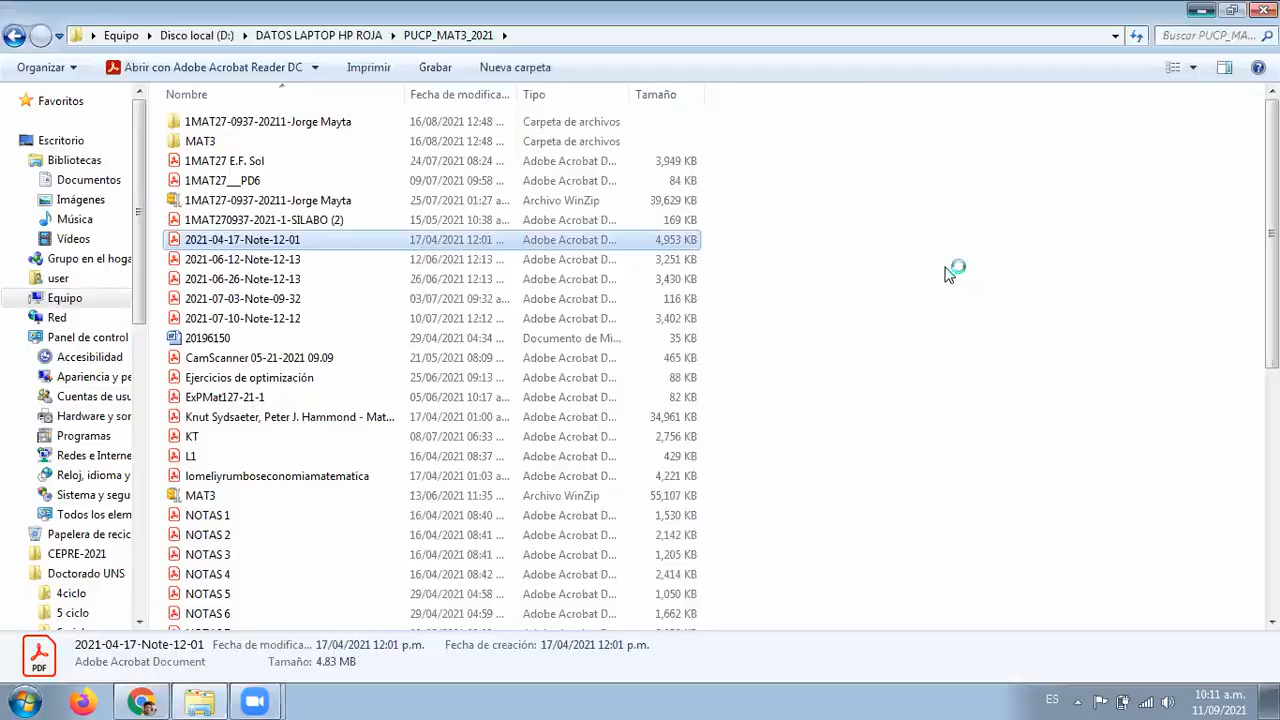 Equipo ▸ Disco local (D:) ▸ DATOS LAPTOP HP ROJA ▸ PUCP_MAT3_2021 ▸
Buscar PUCP_MA...
Organizar Abrir con Adobe Acrobat Reader DC Imprimir Grabar Nueva carpeta
Nombre Fecha de modifica... Tipo Tamaño
Favoritos
Escritorio
Bibliotecas
Documentos
Imágenes
Música
Vídeos
Grupo en el hoga
user
Equipo
Red
Panel de control
Accesibilidad
Apariencia y pe
Cuentas de usu
Hardware y son
Programas
Redes e Interne
Reloj, idioma y
Sistema y segu
Todos los elem
Papelera de recic
CEPRE-2021
Doctorado UNS
4ciclo
5 ciclo
1MAT27-0937-20211-Jorge Mayta 16/08/2021 12:48 ... Carpeta de archivos
MAT3 16/08/2021 12:48 ... Carpeta de archivos
1MAT27 E.F. Sol 24/07/2021 08:24 ... Adobe Acrobat D... 3,949 KB
1MAT27__PD6 09/07/2021 09:58 ... Adobe Acrobat D... 84 KB
1MAT27-0937-20211-Jorge Mayta 25/07/2021 01:27 a... Archivo WinZip 39,629 KB
1MAT270937-2021-1-SILABO (2) 15/05/2021 10:38 a... Adobe Acrobat D... 169 KB
2021-04-17-Note-12-01 17/04/2021 12:01 ... Adobe Acrobat D... 4,953 KB
2021-06-12-Note-12-13 12/06/2021 12:13 ... Adobe Acrobat D... 3,251 KB
2021-06-26-Note-12-13 26/06/2021 12:13 ... Adobe Acrobat D... 3,430 KB
2021-07-03-Note-09-32 03/07/2021 09:32 a... Adobe Acrobat D... 116 KB
2021-07-10-Note-12-12 10/07/2021 12:12 ... Adobe Acrobat D... 3,402 KB
20196150 29/04/2021 04:34 ... Documento de Mi... 35 KB
CamScanner 05-21-2021 09.09 21/05/2021 08:09 ... Adobe Acrobat D... 465 KB
Ejercicios de optimización 25/06/2021 09:13 ... Adobe Acrobat D... 88 KB
ExPMat127-21-1 05/06/2021 10:17 a... Adobe Acrobat D... 82 KB
Knut Sydsaeter, Peter J. Hammond - Mat... 17/04/2021 01:00 a... Adobe Acrobat D... 34,961 KB
KT 08/07/2021 06:33 ... Adobe Acrobat D... 2,756 KB
L1 16/04/2021 08:37 ... Adobe Acrobat D... 429 KB
lomeliyrumboseconomiamatematica 17/04/2021 01:03 a... Adobe Acrobat D... 4,221 KB
MAT3 13/06/2021 11:35 ... Archivo WinZip 55,107 KB
NOTAS 1 16/04/2021 08:40 ... Adobe Acrobat D... 1,530 KB
NOTAS 2 16/04/2021 08:41 ... Adobe Acrobat D... 2,142 KB
NOTAS 3 16/04/2021 08:41 ... Adobe Acrobat D... 1,205 KB
NOTAS 4 16/04/2021 08:42 ... Adobe Acrobat D... 2,414 KB
NOTAS 5 29/04/2021 04:58 ... Adobe Acrobat D... 1,050 KB
NOTAS 6 29/04/2021 04:59 ... Adobe Acrobat D... 1,662 KB
2021-04-17-Note-12-01 Fecha de modifica... 17/04/2021 12:01 p.m. Fecha de creación: 17/04/2021 12:01 p.m.
Adobe Acrobat Document Tamaño: 4.83 MB
PDF
ES
10:11 a.m.
11/09/2021